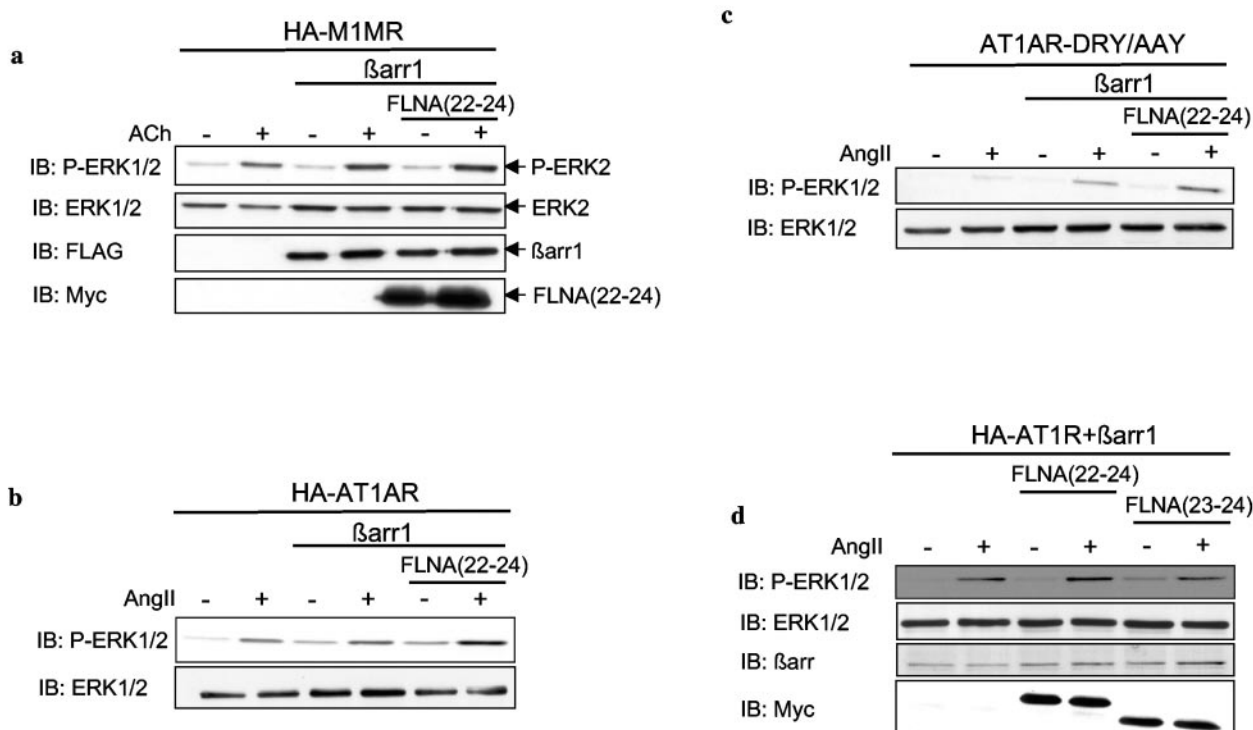 a
HA-M1MR
ßarr1
FLNA(22-24)
ACh - + - + - +
IB: P-ERK1/2 P-ERK2
IB: ERK1/2 ERK2
IB: FLAG ßarr1
IB: Myc FLNA(22-24)
b
HA-AT1AR
ßarr1
FLNA(22-24)
AngII - + - + - +
IB: P-ERK1/2
IB: ERK1/2
c
AT1AR-DRY/AAY
ßarr1
FLNA(22-24)
AngII - + - + - +
IB: P-ERK1/2
IB: ERK1/2
d
HA-AT1R+ßarr1
FLNA(22-24)
FLNA(23-24)
AngII - + - + - +
IB: P-ERK1/2
IB: ERK1/2
IB: ßarr
IB: Myc